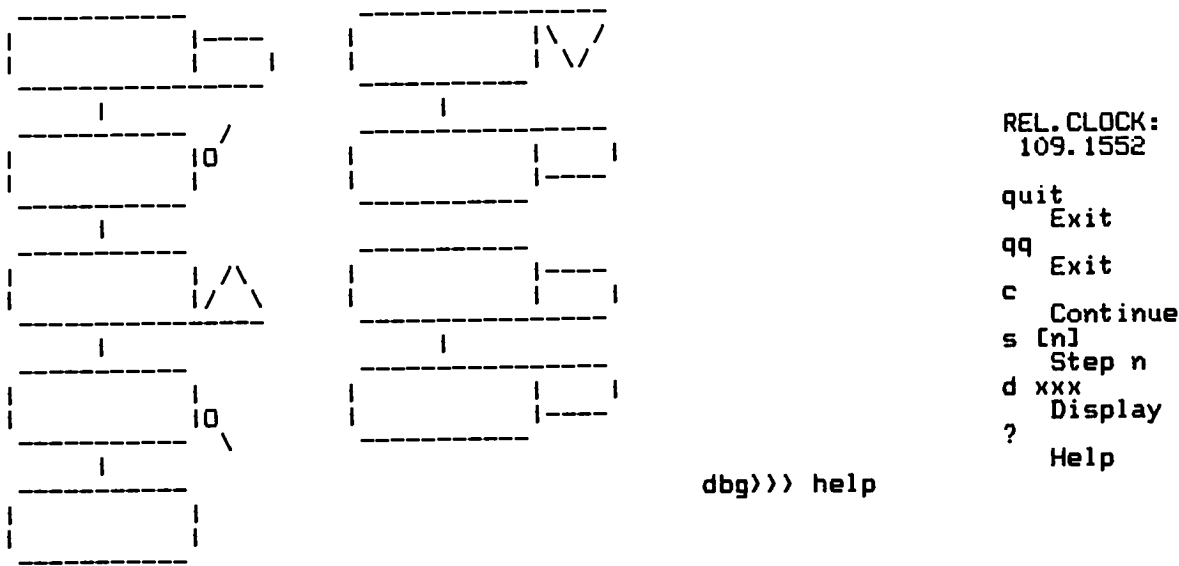 REL.CLOCK:
109.1552
quit
Exit
qq
Exit
c
Continue
s [n]
Step n
d xxx
Display
?
Help
dbg>>> help